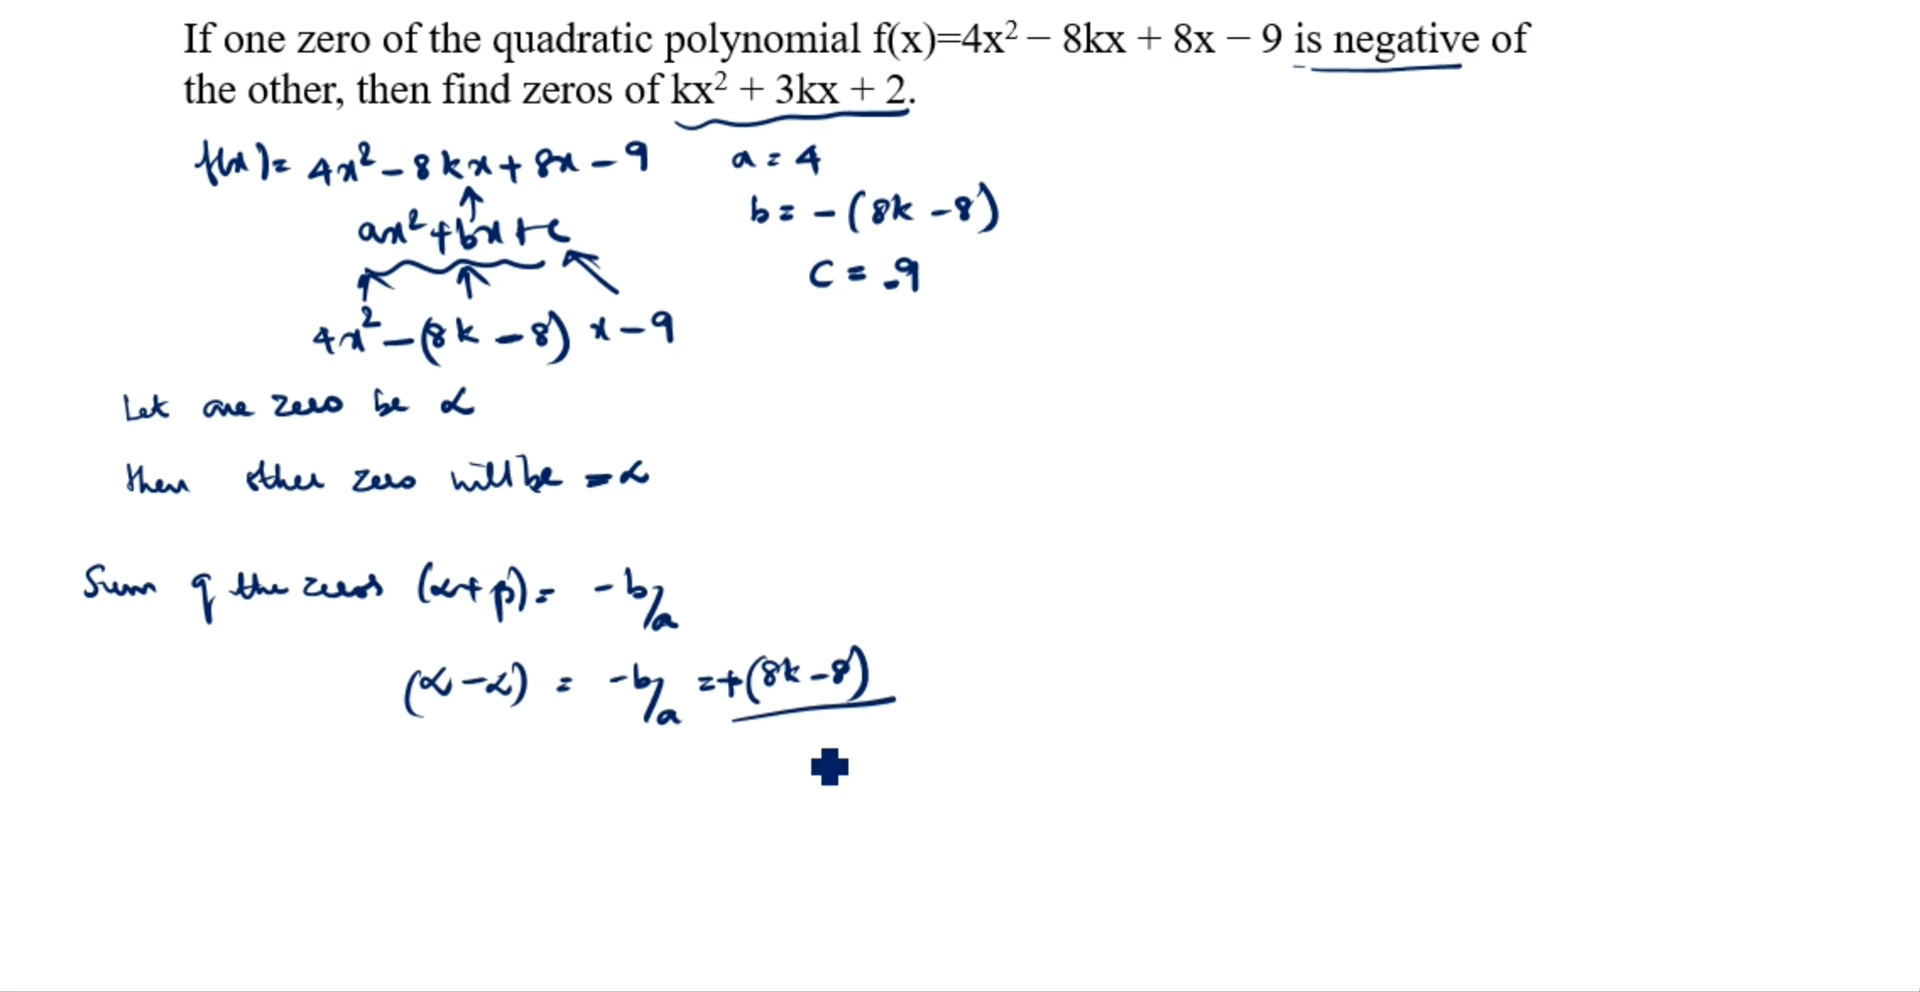 If one zero of the quadratic polynomial f(x)=4x² – 8kx + 8x – 9 is negative of
the other, then find zeros of kx² + 3kx + 2.
f(x) = 4x² – 8kx + 8x – 9
a = 4
b = – (8k – 8)
ax² + bx + c
c = -9
4x² – (8k – 8) x – 9
Let one zero be α
then other zero will be = α
Sum of the zeros (α + β) = – b/a
(α – α) = – b/a = + (8k – 8)